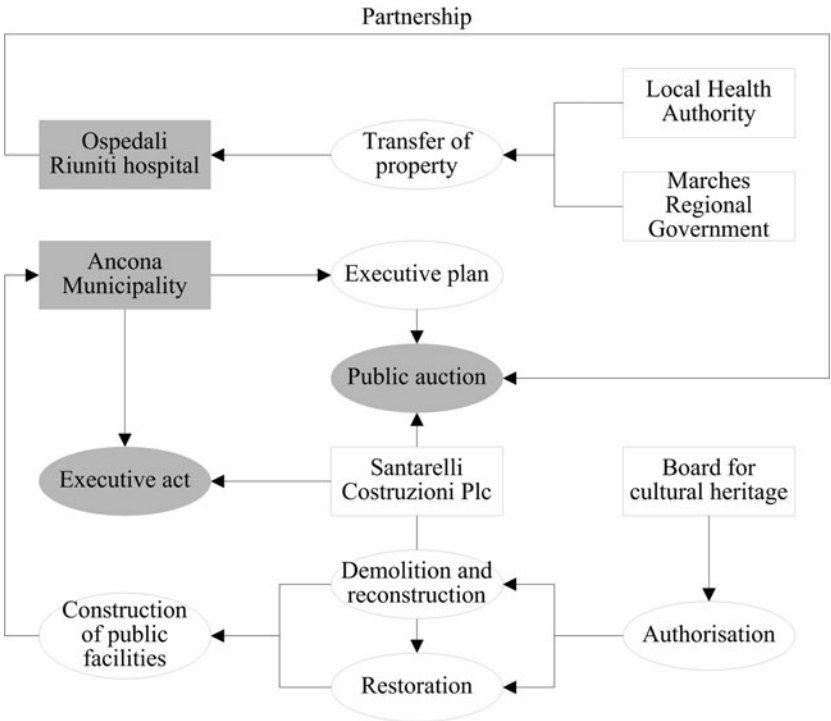 Partnership
Ospedali
Riuniti hospital
Transfer of
property
Local Health
Authority
Marches
Regional
Government
Ancona
Municipality
Executive plan
Public auction
Executive act
Santarelli
Costruzioni Plc
Board for
cultural heritage
Demolition and
reconstruction
Construction
of public
facilities
Authorisation
Restoration